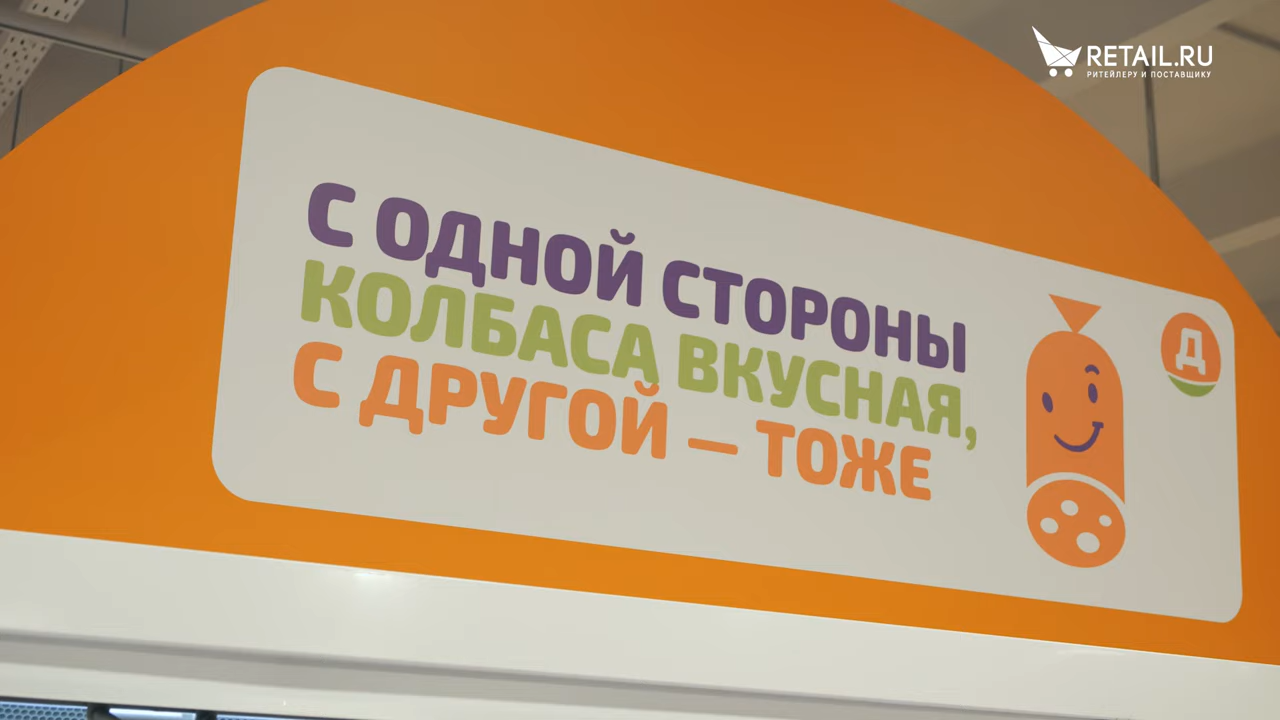 RETAIL.RU
РИТЕЙЛЕРУ И ПОСТАВЩИКУ
С ОДНОЙ СТОРОНЫ
КОЛБАСА ВКУСНАЯ,
С ДРУГОЙ – ТОЖЕ
Д